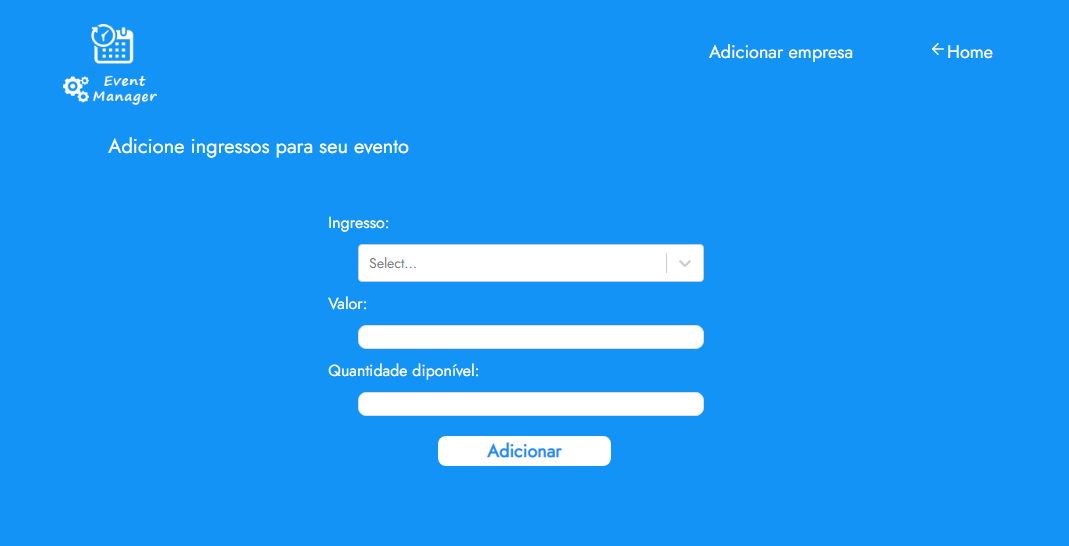 Event
Manager
Adicionar empresa
Home
Adicione ingressos para seu evento
Ingresso:
Select...
Valor:
Quantidade diponível:
Adicionar